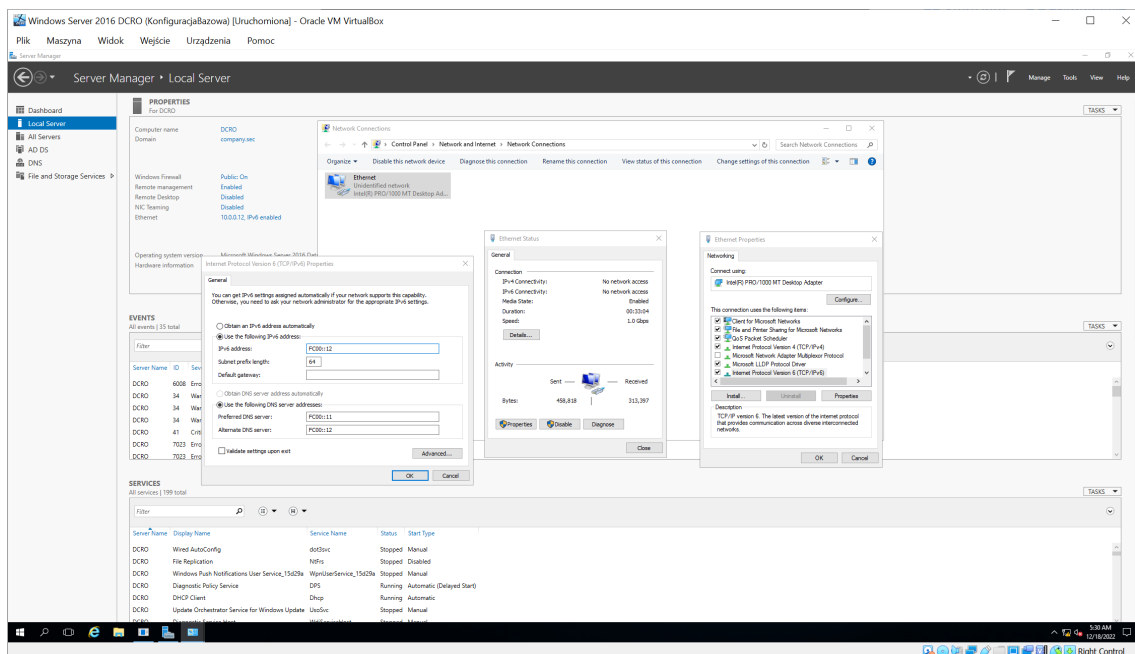 Windows Server 2016 DCRO (KonfiguracjaBazowa) [Uruchomiona] - Oracle VM VirtualBox
Plik Maszyna Widok Wejście Urządzenia Pomoc
Server Manager
Server Manager • Local Server
Manage Tools View Help
Dashboard
Local Server
All Servers
AD DS
DNS
File and Storage Services
PROPERTIES
For DCRO
TASKS
Computer name DCRO
Domain company.sec
Windows Firewall Public: On
Remote management Enabled
Remote Desktop Disabled
NIC Teaming Disabled
Ethernet 10.0.0.12, IPv6 enabled
Operating system version Microsoft Windows Server 2016
Hardware information
Network Connections
Control Panel > Network and Internet > Network Connections
Search Network Connections
Organize Disable this network device Diagnose this connection Rename this connection View status of this connection Change settings of this connection
Ethernet
Unidentified network
Intel(R) PRO/1000 MT Desktop Ad...
Internet Protocol Version 6 (TCP/IPv6) Properties
General
You can get IPv6 settings assigned automatically if your network supports this capability.
Otherwise, you need to ask your network administrator for the appropriate IPv6 settings.
Obtain an IPv6 address automatically
Use the following IPv6 address:
IPv6 address: FC00::12
Subnet prefix length: 64
Default gateway:
Obtain DNS server address automatically
Use the following DNS server addresses:
Preferred DNS server: FC00::11
Alternate DNS server: FC00::12
Validate settings upon exit
Advanced...
OK Cancel
Ethernet Status
General
Connection
IPv4 Connectivity: No network access
IPv6 Connectivity: No network access
Media State: Enabled
Duration: 00:33:04
Speed: 1.0 Gbps
Details...
Activity
Sent Received
Bytes: 458,818 313,397
Properties Disable Diagnose
Close
Ethernet Properties
Networking
Connect using:
Intel(R) PRO/1000 MT Desktop Adapter
Configure...
This connection uses the following items:
Client for Microsoft Networks
File and Printer Sharing for Microsoft Networks
QoS Packet Scheduler
Internet Protocol Version 4 (TCP/IPv4)
Microsoft Network Adapter Multiplexor Protocol
Microsoft LLDP Protocol Driver
Internet Protocol Version 6 (TCP/IPv6)
Install... Uninstall Properties
Description
TCP/IP version 6. The latest version of the internet protocol
that provides communication across diverse interconnected
networks.
OK Cancel
EVENTS
All events | 35 total
TASKS
Filter
Server Name ID Sev
DCRO 6008 Erro
DCRO 34 War
DCRO 34 War
DCRO 34 War
DCRO 41 Criti
DCRO 7023 Erro
DCRO 7023 Erro
SERVICES
All services | 199 total
TASKS
Filter
Server Name Display Name Service Name Status Start Type
DCRO Wired AutoConfig dot3svc Stopped Manual
DCRO File Replication NtFrs Stopped Disabled
DCRO Windows Push Notifications User Service_15d29a WpnUserService_15d29a Stopped Manual
DCRO Diagnostic Policy Service DPS Running Automatic (Delayed Start)
DCRO DHCP Client Dhcp Running Automatic
DCRO Update Orchestrator Service for Windows Update UsoSvc Stopped Manual
DCRO Diagnostic Service Host WdiServiceHost Stopped Manual
5:30 AM
12/18/2022
Right Control